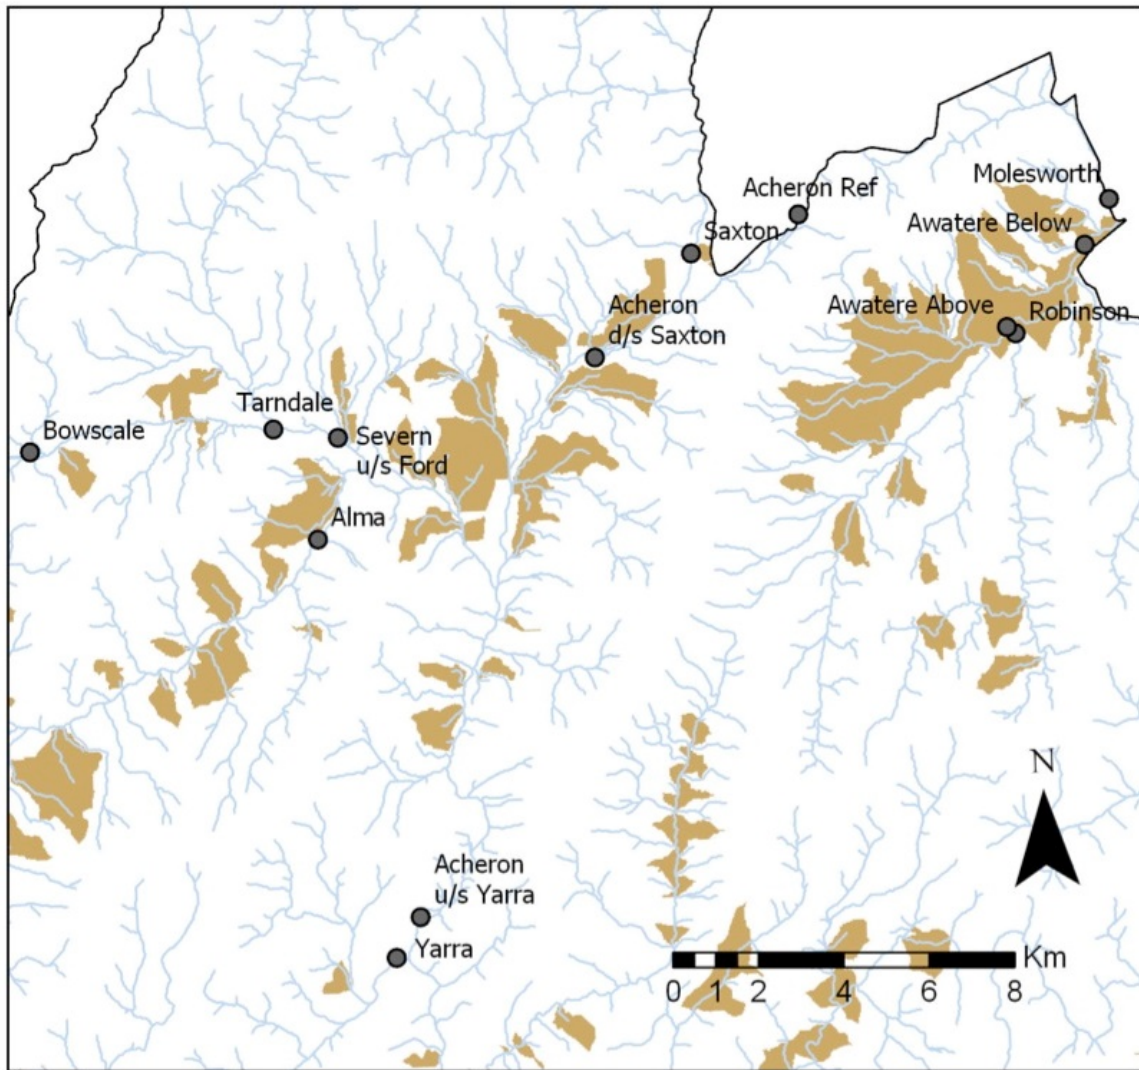 Molesworth
Acheron Ref
Awatere Below
Saxton
Awatere Above
Robinson
Acheron
d/s Saxton
Tarndale
Bowscale
Severn
u/s Ford
Alma
N
Acheron
u/s Yarra
Yarra
Km
0 1 2 4 6 8